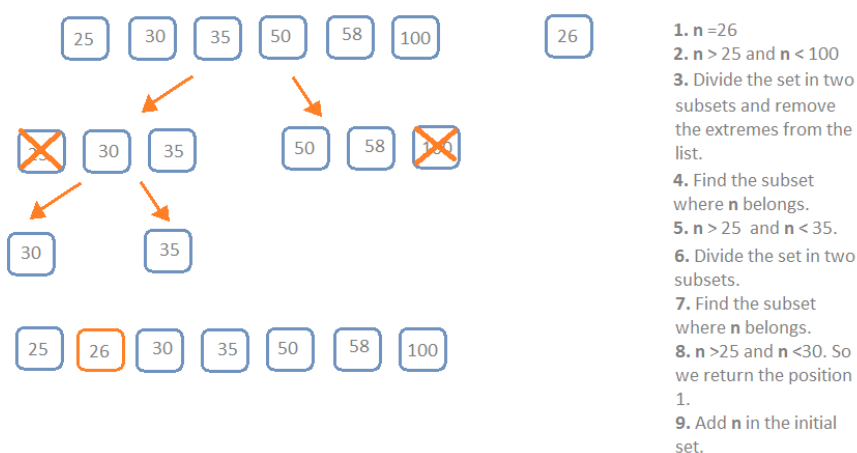 25 30 35 50 58 100 26
25 30 35 50 58 100
30 35
25 26 30 35 50 58 100
1. n =26
2. n > 25 and n < 100
3. Divide the set in two
subsets and remove
the extremes from the
list.
4. Find the subset
where n belongs.
5. n > 25 and n < 35.
6. Divide the set in two
subsets.
7. Find the subset
where n belongs.
8. n >25 and n <30. So
we return the position
1.
9. Add n in the initial
set.